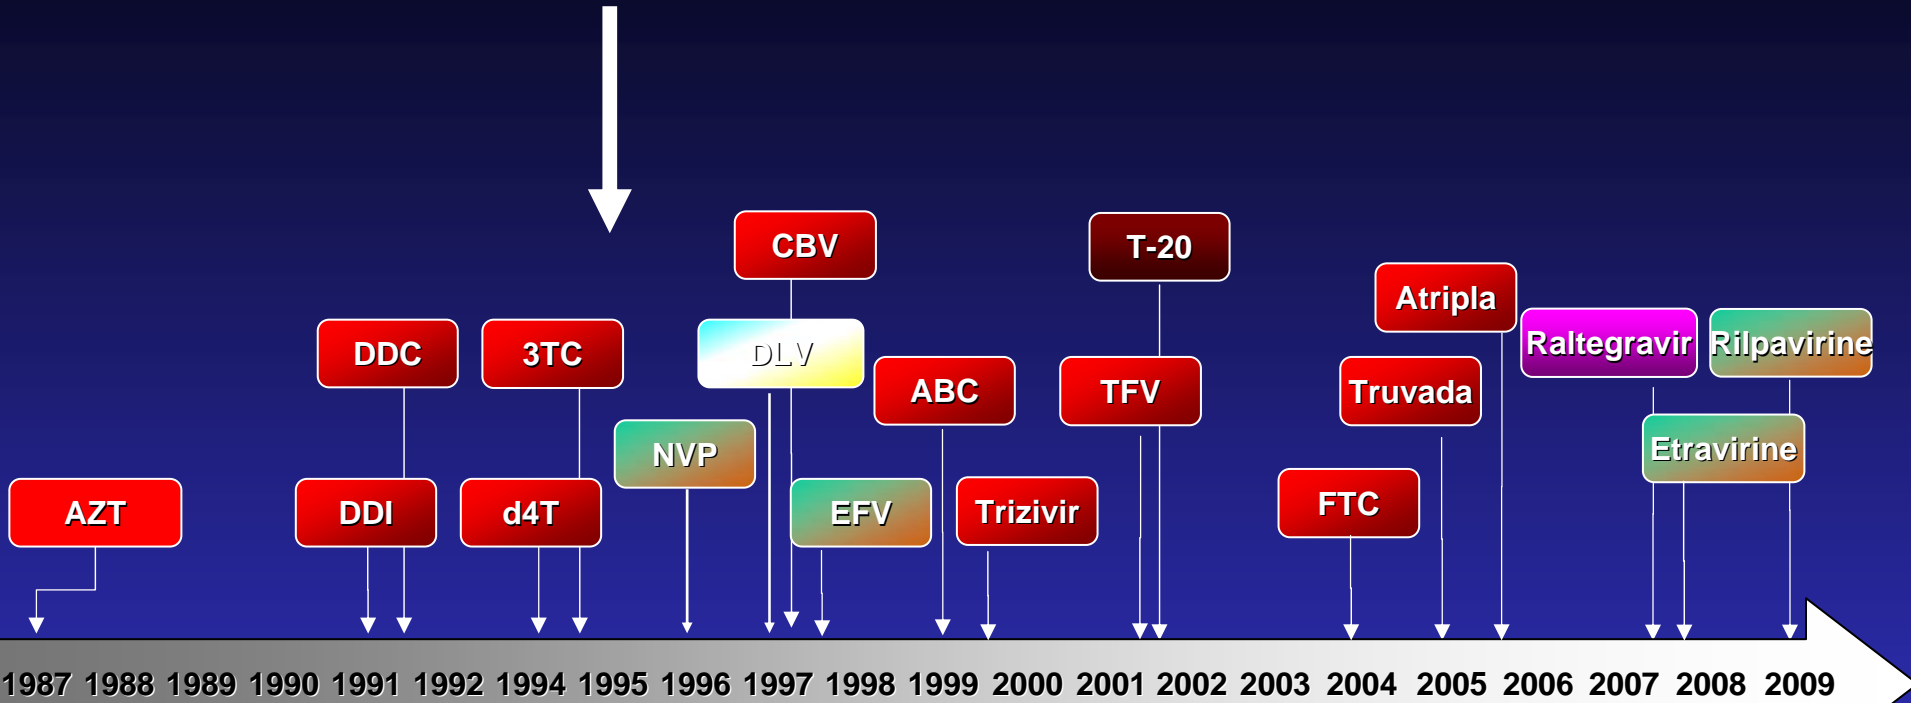 CBV
T-20
Atripla
DDC
3TC
DLV
Raltegravir
Rilpavirine
ABC
TFV
Truvada
NVP
Etravirine
AZT
DDI
d4T
EFV
Trizivir
FTC
1987 1988 1989 1990 1991 1992 1994 1995 1996 1997 1998 1999 2000 2001 2002 2003 2004 2005 2006 2007 2008 2009